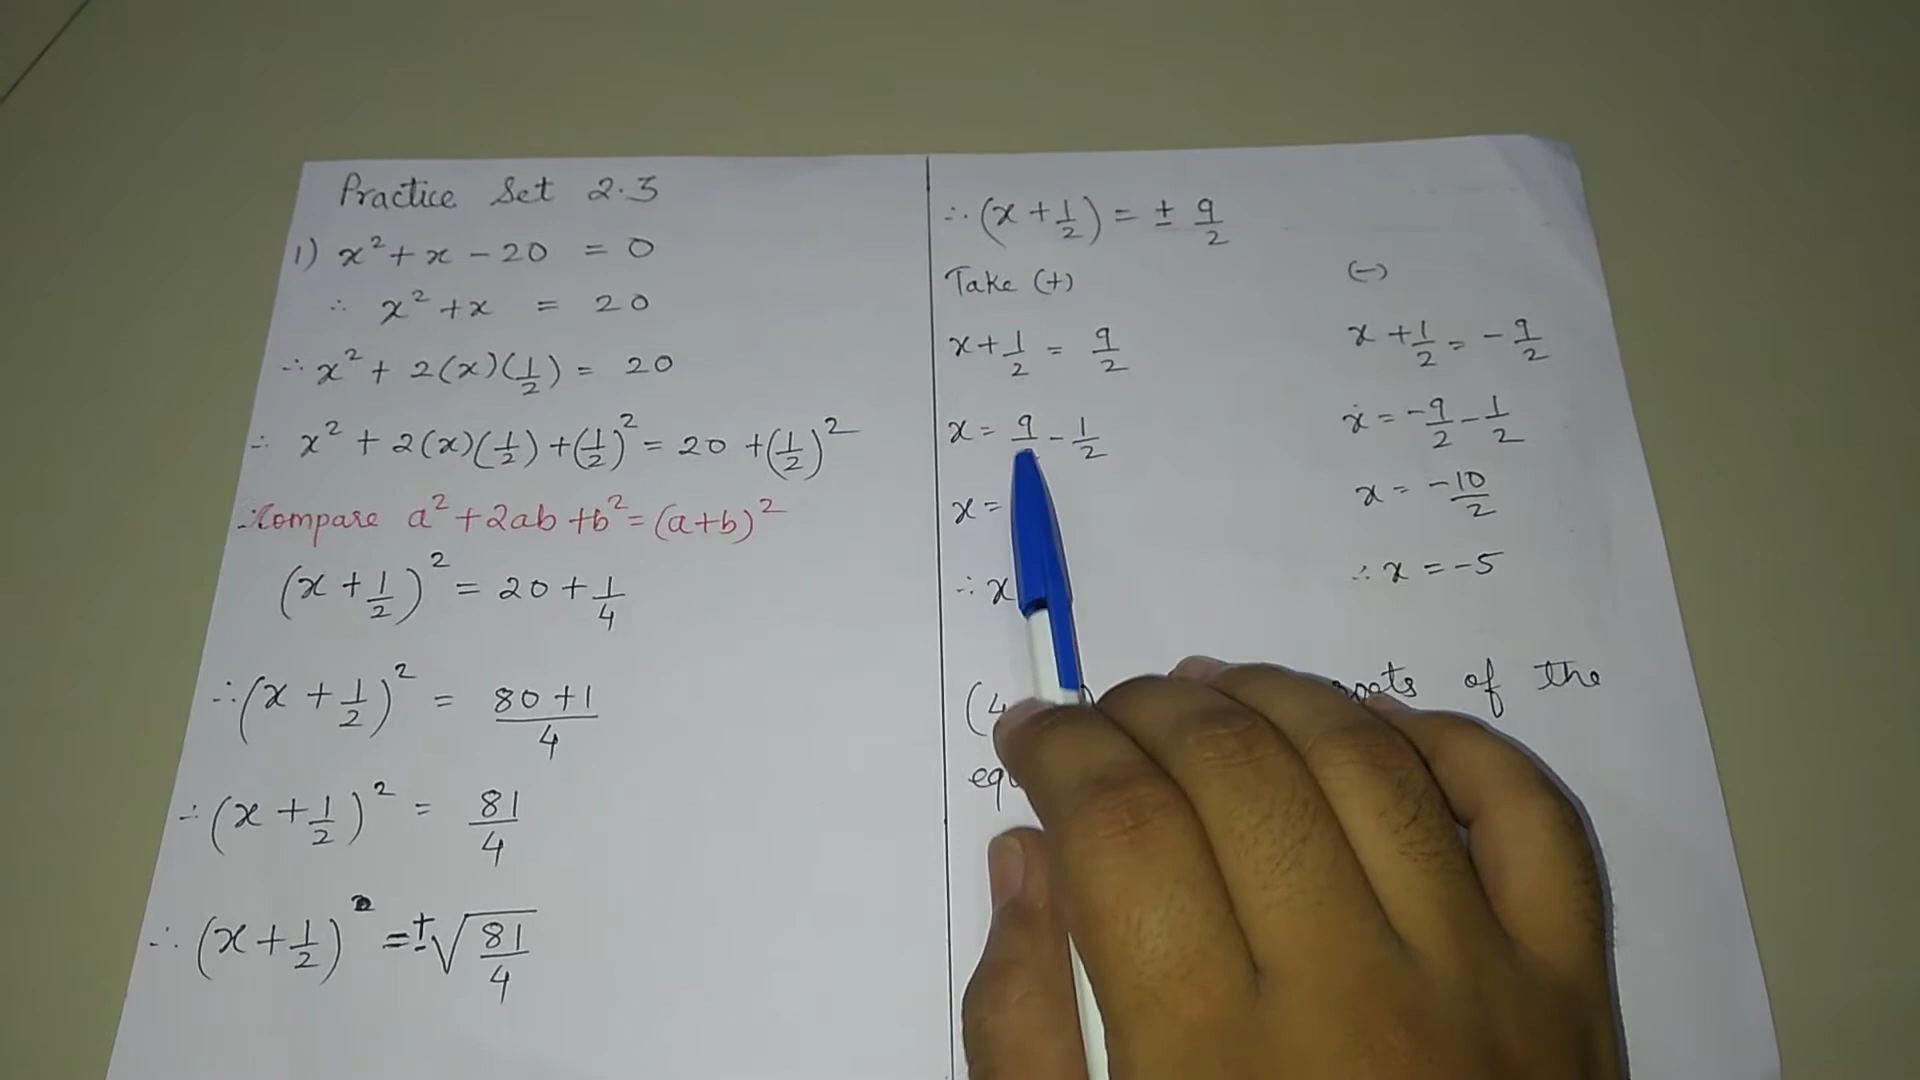 Practice Set 2.3
1) x² + x - 20 = 0
∴ x² + x = 20
∴ x² + 2(x)(1/2) = 20
∴ x² + 2(x)(1/2) + (1/2)² = 20 + (1/2)²
∴ Compare a² + 2ab + b² = (a+b)²
(x + 1/2)² = 20 + 1/4
∴ (x + 1/2)² = (80 + 1)/4
∴ (x + 1/2)² = 81/4
∴ (x + 1/2) = ±√(81/4)
∴ (x + 1/2) = ± 9/2
Take (+)
x + 1/2 = 9/2
x = 9/2 - 1/2
x =
∴ x
(-)
x + 1/2 = - 9/2
x = -9/2 - 1/2
x = -10/2
∴ x = -5
(4 roots of the